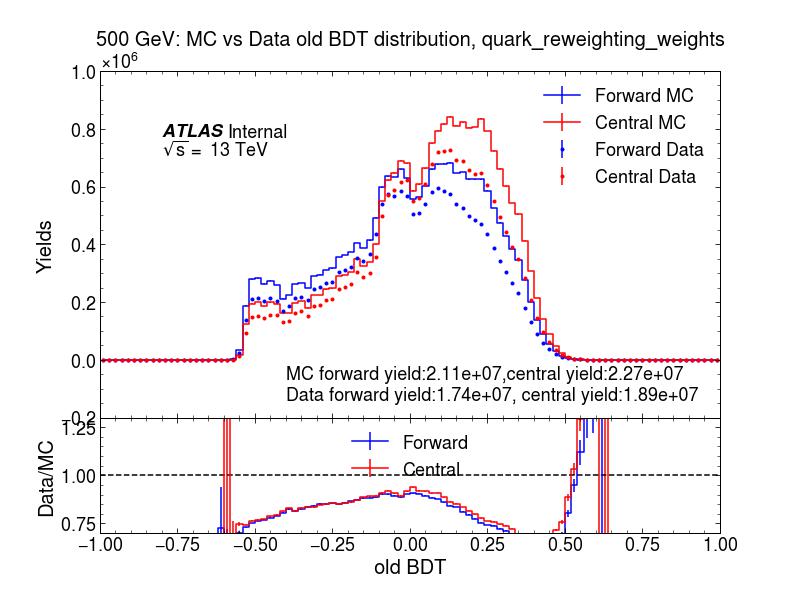 500 GeV: MC vs Data old BDT distribution, quark_reweighting_weights
×10⁶
1.0
0.8
0.6
0.4
0.2
0.0
0.2
Yields
ATLAS Internal
√s = 13 TeV
Forward MC
Central MC
Forward Data
Central Data
MC forward yield:2.11e+07,central yield:2.27e+07
Data forward yield:1.74e+07, central yield:1.89e+07
1.25
1.00
0.75
Data/MC
Forward
Central
−1.00 −0.75 −0.50 −0.25 0.00 0.25 0.50 0.75 1.00
old BDT